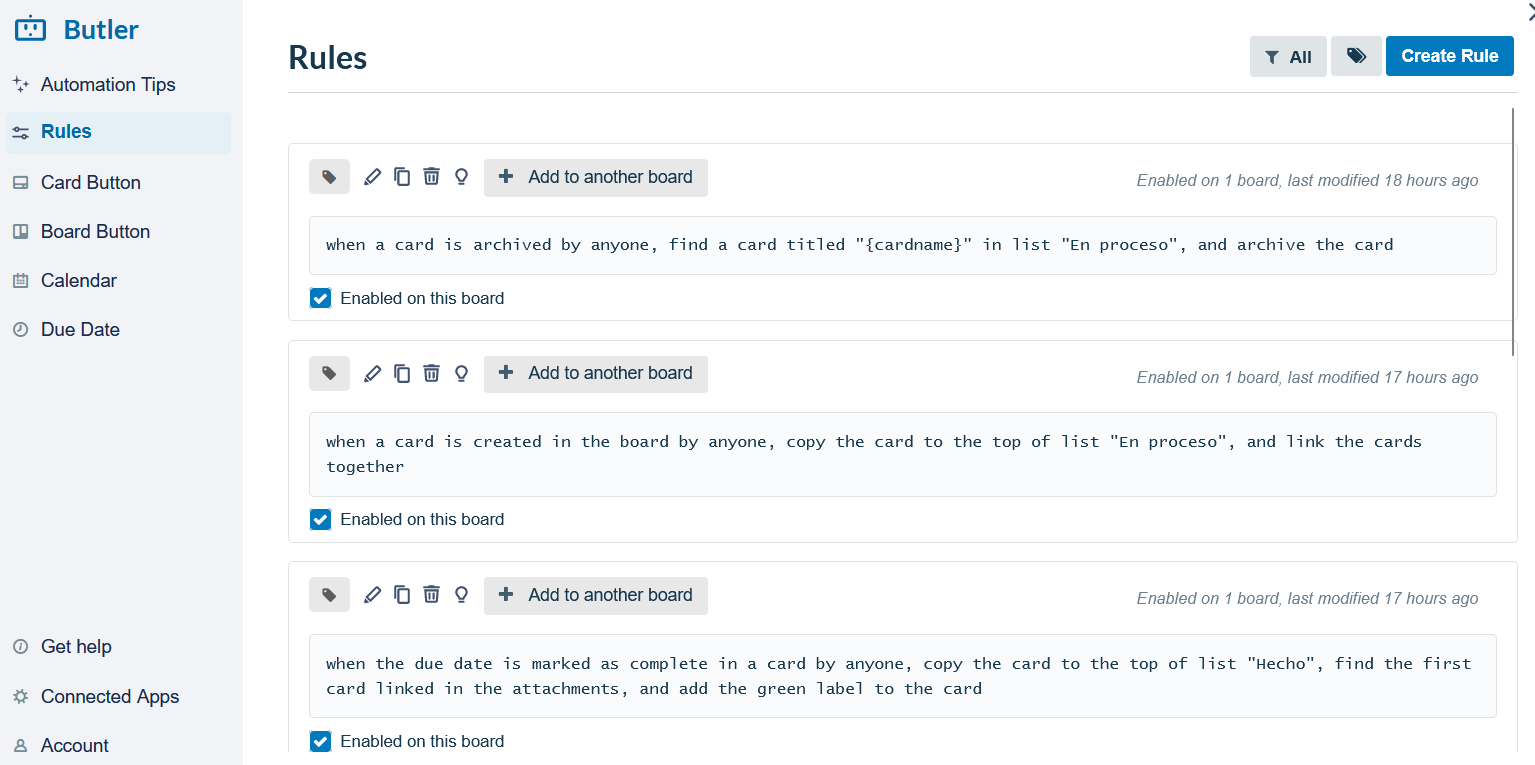 Butler
Automation Tips
Rules
Card Button
Board Button
Calendar
Due Date
Get help
Connected Apps
Account
Rules
All
Create Rule
Add to another board
Enabled on 1 board, last modified 18 hours ago
when a card is archived by anyone, find a card titled "{cardname}" in list "En proceso", and archive the card
Enabled on this board
Add to another board
Enabled on 1 board, last modified 17 hours ago
when a card is created in the board by anyone, copy the card to the top of list "En proceso", and link the cards
together
Enabled on this board
Add to another board
Enabled on 1 board, last modified 17 hours ago
when the due date is marked as complete in a card by anyone, copy the card to the top of list "Hecho", find the first
card linked in the attachments, and add the green label to the card
Enabled on this board